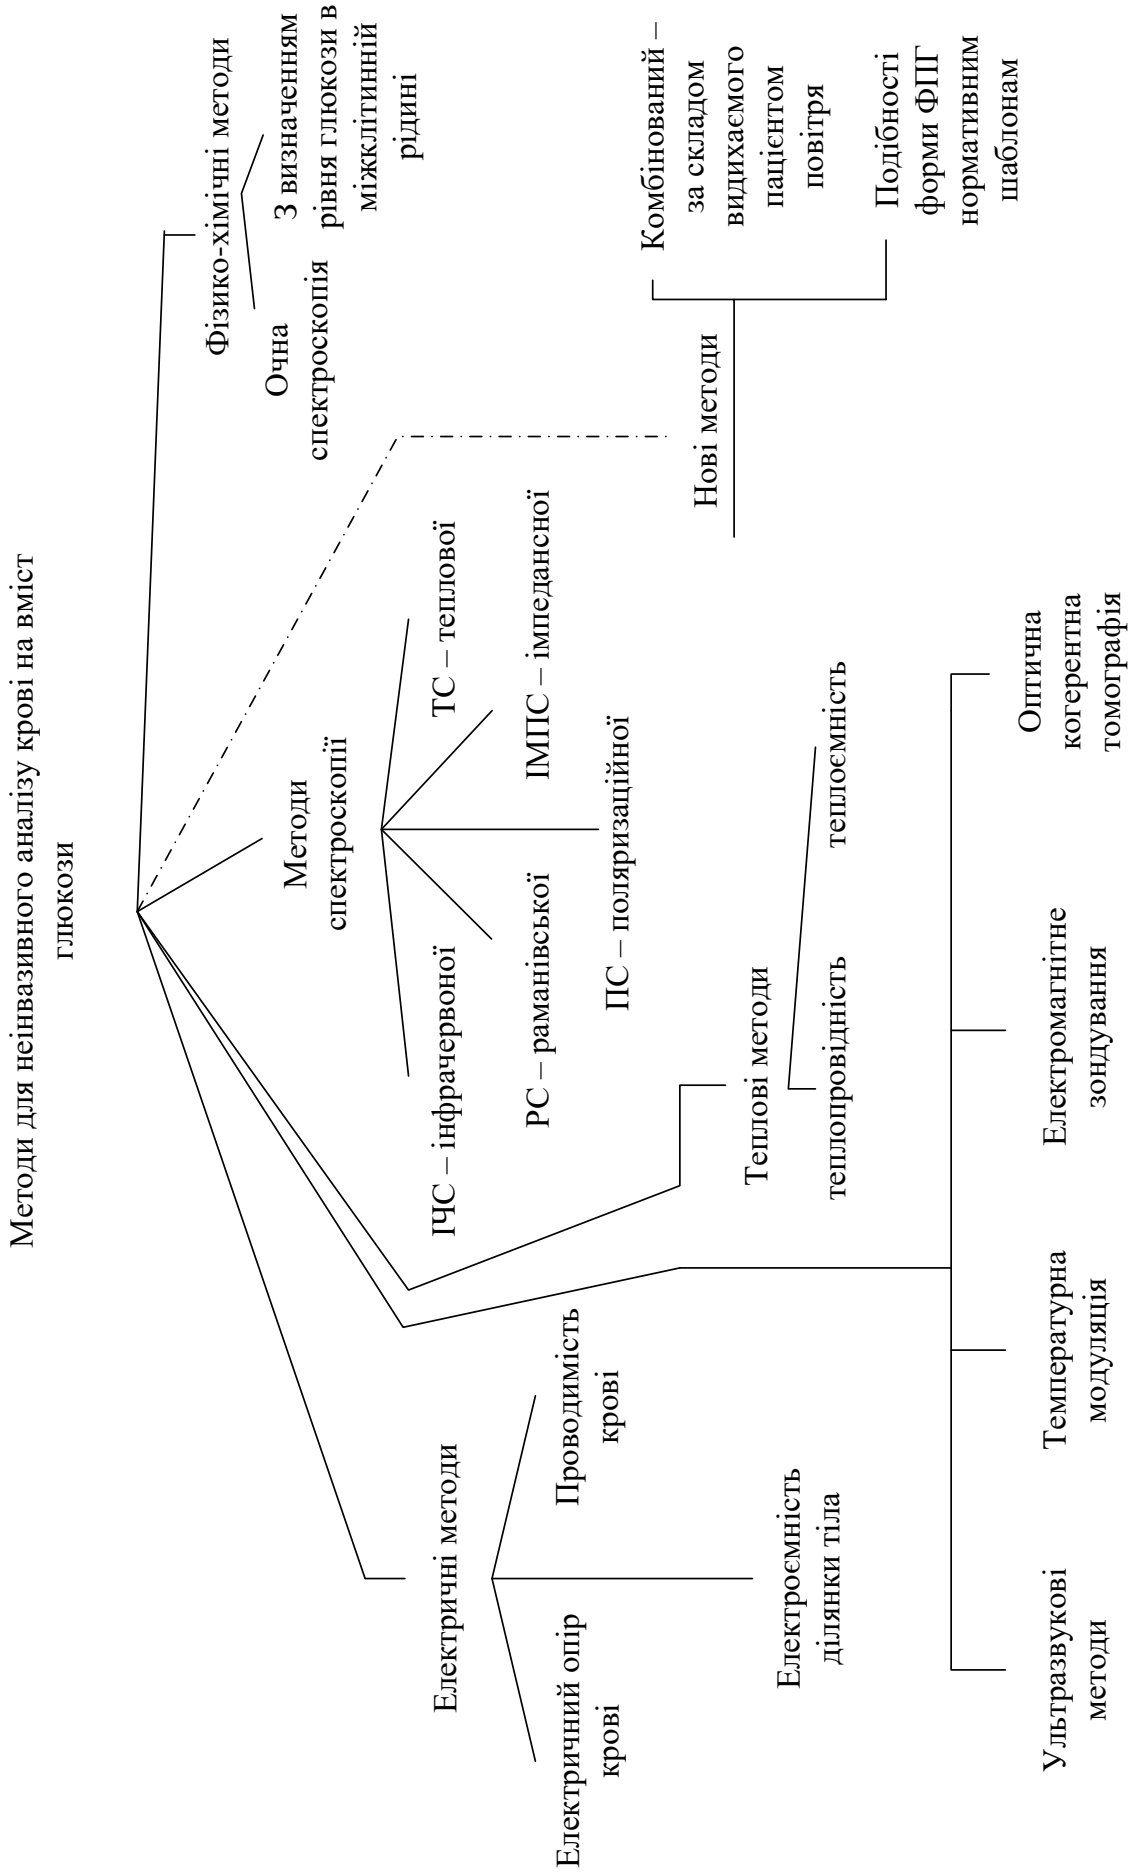 Методи для неінвазивного аналізу крові на вміст
глюкози
Електричні методи
Електричний опір
крові
Проводимість
крові
Електроємність
ділянки тіла
Методи
спектроскопії
ІЧС – інфрачервоної
РС – раманівської
ПС – поляризаційної
ІМПС – імпедансної
ТС – теплової
Фізико-хімічні методи
Очна
спектроскопія
З визначенням
рівня глюкози в
міжклітинній
рідині
Теплові методи
теплопровідність
теплоємність
Нові методи
Комбінований –
за складом
видихаємого
пацієнтом
повітря
Подібності
форми ФПГ
нормативним
шаблонам
Ультразвукові
методи
Температурна
модуляція
Електромагнітне
зондування
Оптична
когерентна
томографія